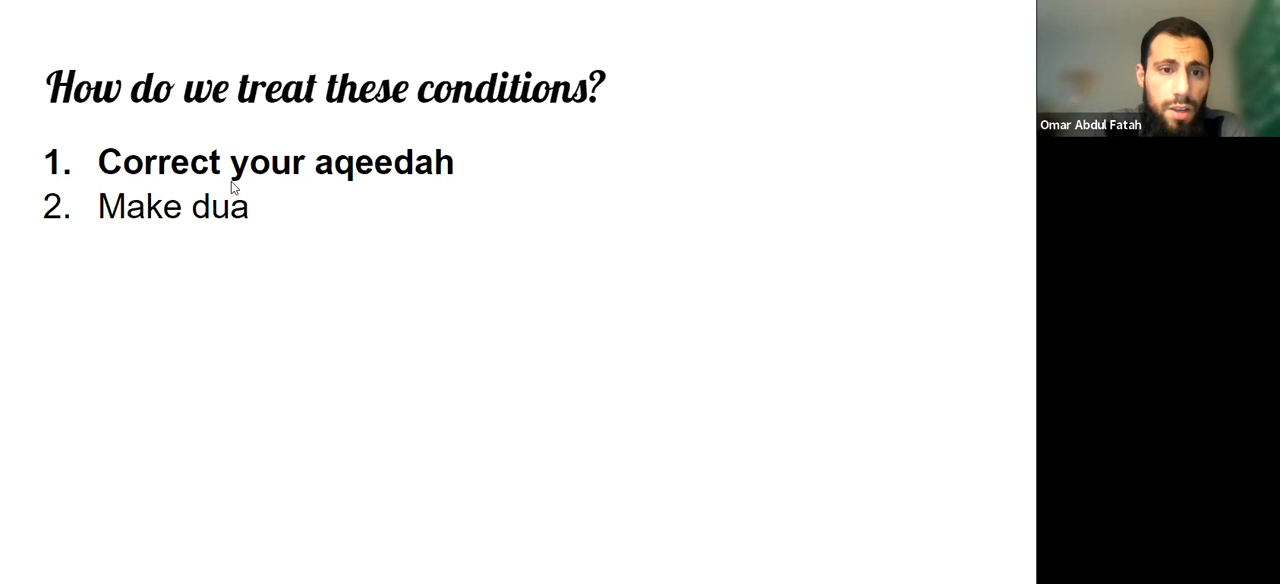 How do we treat these conditions?
1. Correct your aqeedah
2. Make dua
Omar Abdul Fatah